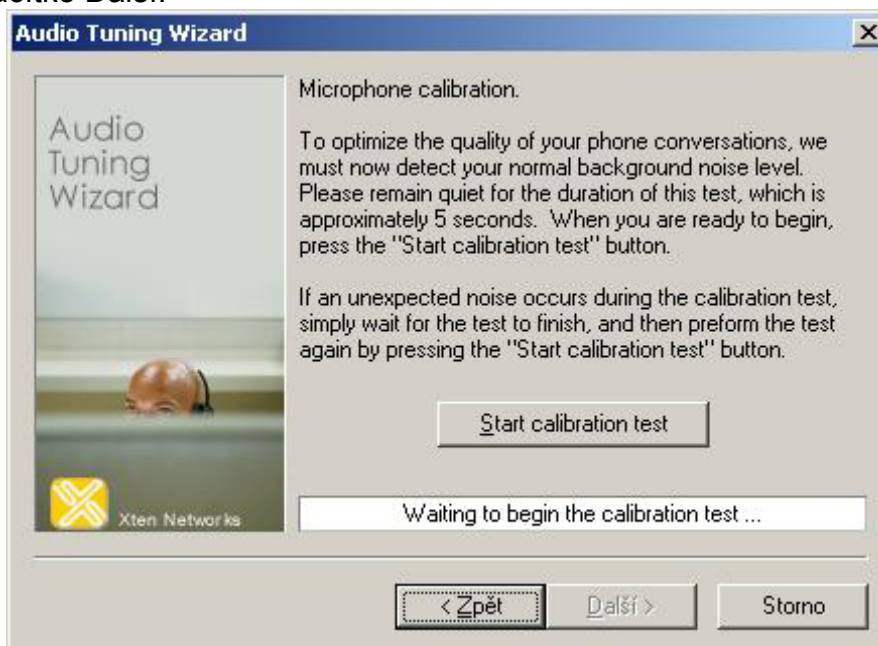 Audio Tuning Wizard
Audio
Tuning
Wizard
Xten Networks
Microphone calibration.
To optimize the quality of your phone conversations, we
must now detect your normal background noise level.
Please remain quiet for the duration of this test, which is
approximately 5 seconds.  When you are ready to begin,
press the "Start calibration test" button.
If an unexpected noise occurs during the calibration test,
simply wait for the test to finish, and then preform the test
again by pressing the "Start calibration test" button.
Start calibration test
Waiting to begin the calibration test ...
< Zpět
Další >
Storno